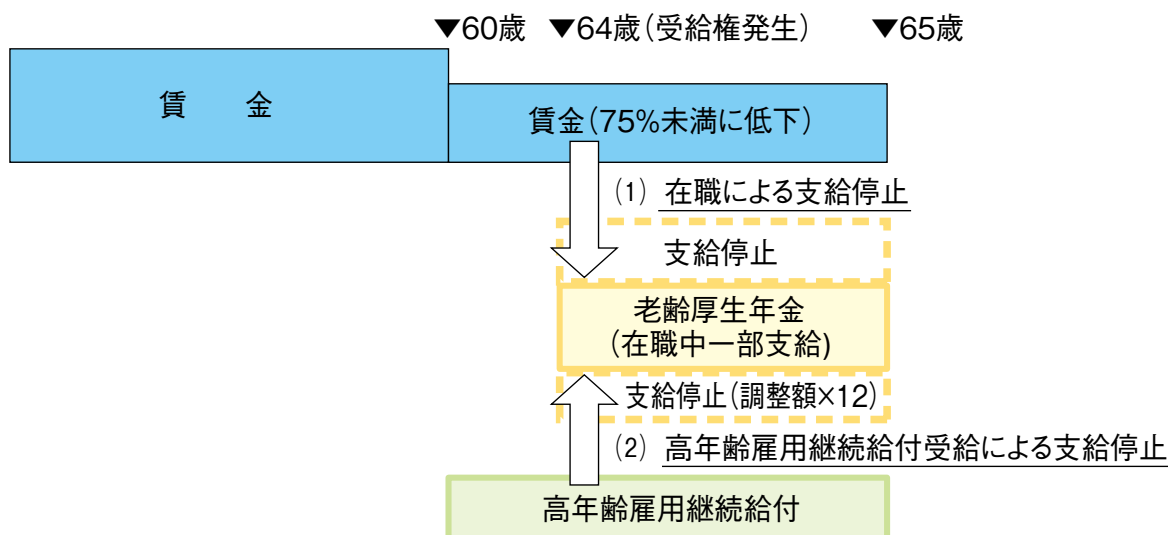 ▼60歳 ▼64歳(受給権発生) ▼65歳
賃　金
賃金(75%未満に低下)
(1) 在職による支給停止
支給停止
老齢厚生年金
(在職中一部支給)
支給停止(調整額×12)
(2) 高年齢雇用継続給付受給による支給停止
高年齢雇用継続給付